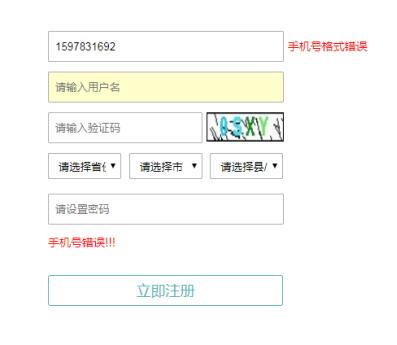 1597831692 手机号格式错误
请输入用户名
请输入验证码
请选择省 请选择市 请选择县/
请设置密码
手机号错误!!!
立即注册